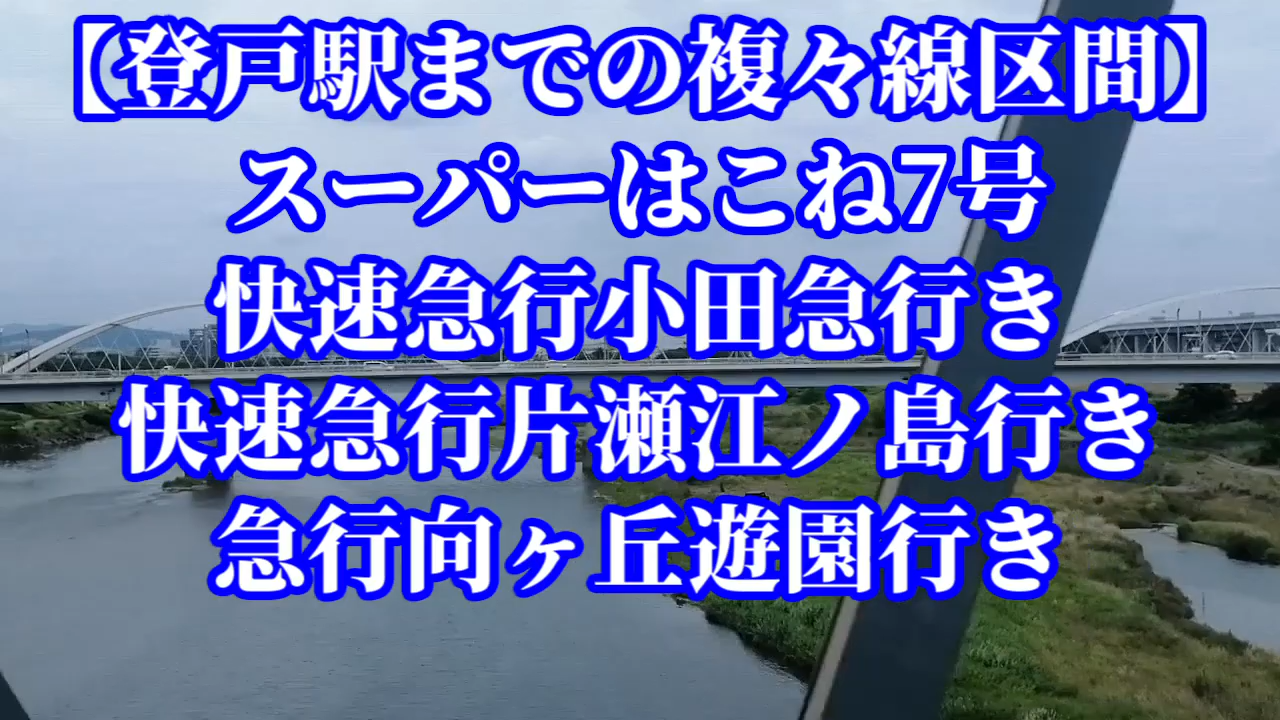 【登戸駅までの複々線区間】
スーパーはこね7号
快速急行小田急行き
快速急行片瀬江ノ島行き
急行向ヶ丘遊園行き